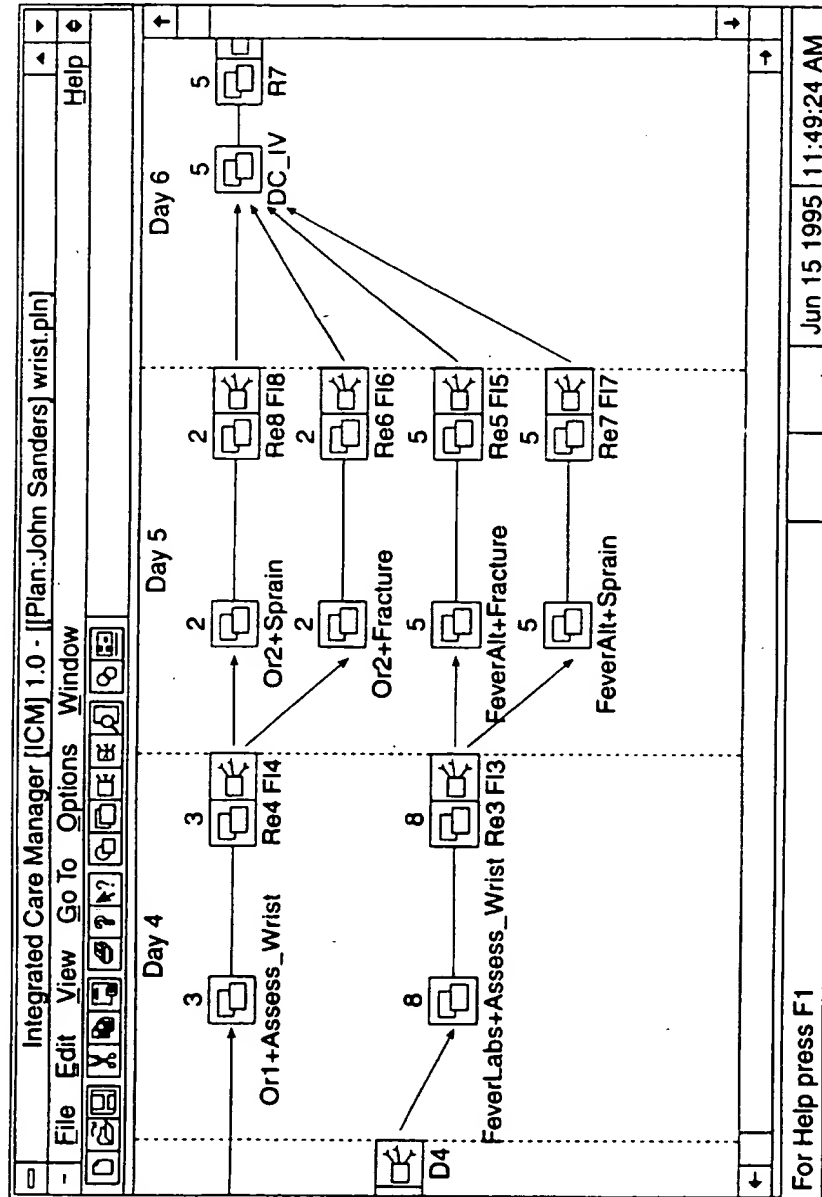 Integrated Care Manager [ICM] 1.0 - [[Plan:John Sanders] wrist.pln]
File Edit View Go To Options Window Help
Day 4 Day 5 Day 6
3 3 2 2 5 5
Or1+Assess_Wrist Re4 FI4 Or2+Sprain Re8 FI8 DC_IV R7
2 2
Or2+Fracture Re6 FI6
8 8 5 5
D4 FeverLabs+Assess_Wrist Re3 FI3 FeverAlt+Fracture Re5 FI5
5 5
FeverAlt+Sprain Re7 FI7
For Help press F1 Jun 15 1995 11:49:24 AM